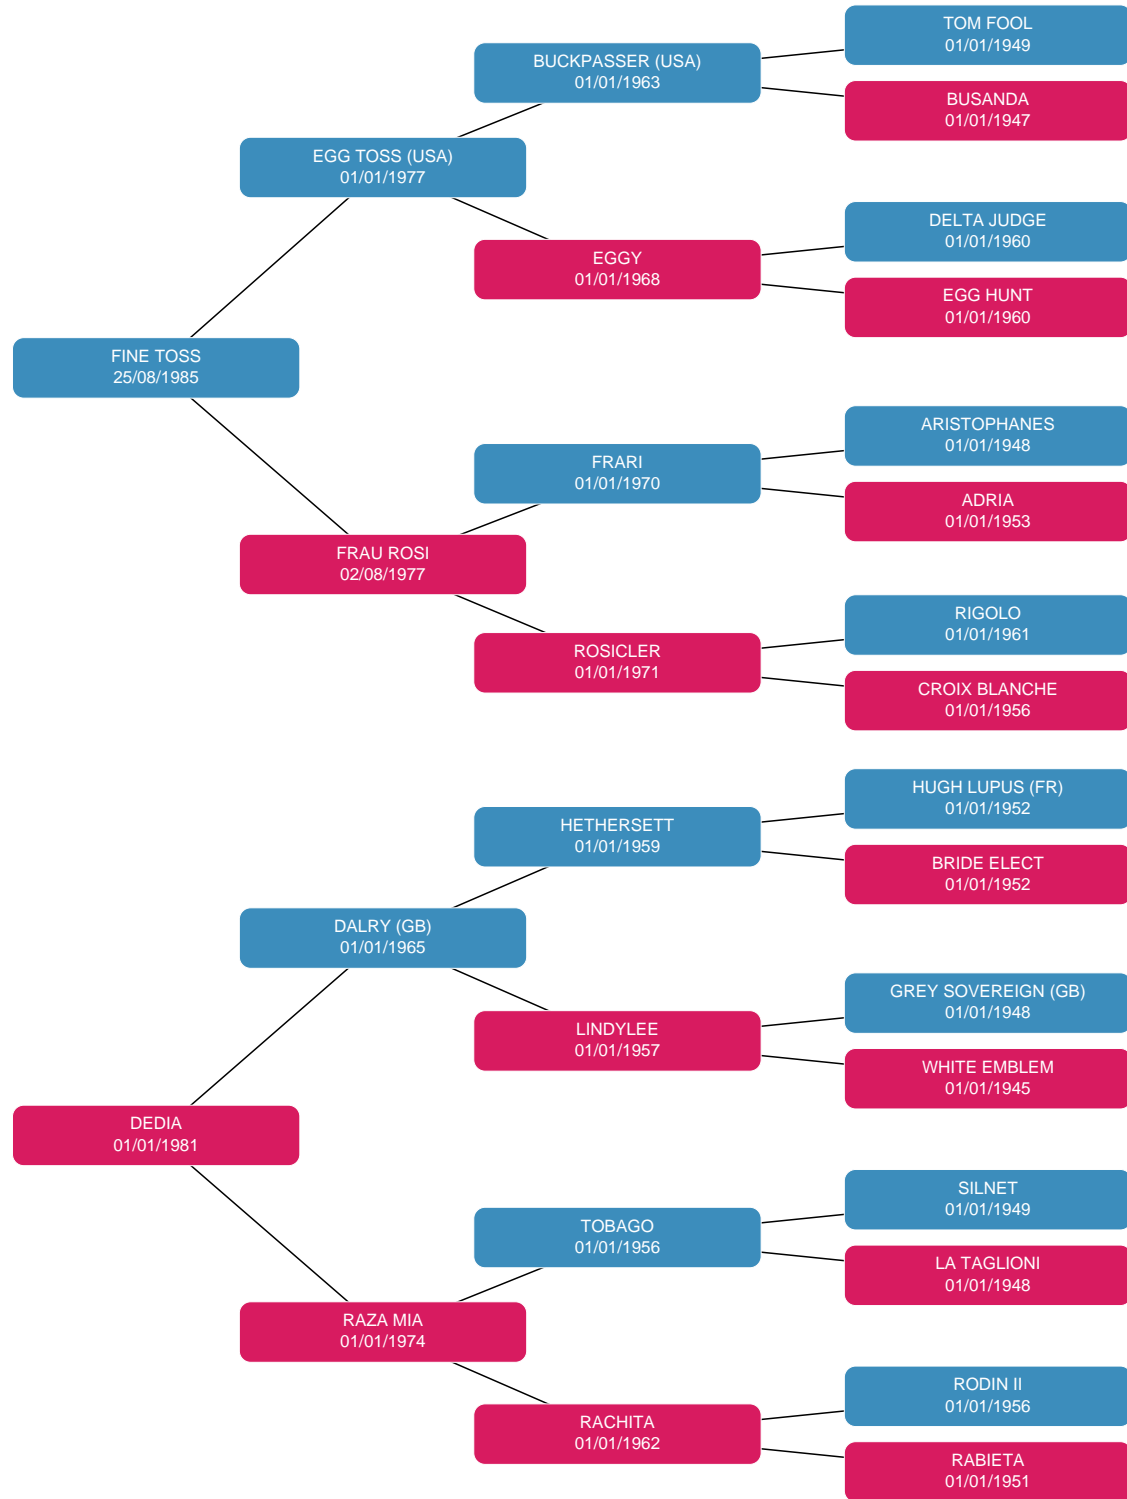 TOM FOOL
01/01/1949
BUCKPASSER (USA)
01/01/1963
BUSANDA
01/01/1947
EGG TOSS (USA)
01/01/1977
DELTA JUDGE
01/01/1960
EGGY
01/01/1968
EGG HUNT
01/01/1960
FINE TOSS
25/08/1985
ARISTOPHANES
01/01/1948
FRARI
01/01/1970
ADRIA
01/01/1953
FRAU ROSI
02/08/1977
RIGOLO
01/01/1961
ROSICLER
01/01/1971
CROIX BLANCHE
01/01/1956
HUGH LUPUS (FR)
01/01/1952
HETHERSETT
01/01/1959
BRIDE ELECT
01/01/1952
DALRY (GB)
01/01/1965
GREY SOVEREIGN (GB)
01/01/1948
LINDYLEE
01/01/1957
WHITE EMBLEM
01/01/1945
DEDIA
01/01/1981
SILNET
01/01/1949
TOBAGO
01/01/1956
LA TAGLIONI
01/01/1948
RAZA MIA
01/01/1974
RODIN II
01/01/1956
RACHITA
01/01/1962
RABIETA
01/01/1951